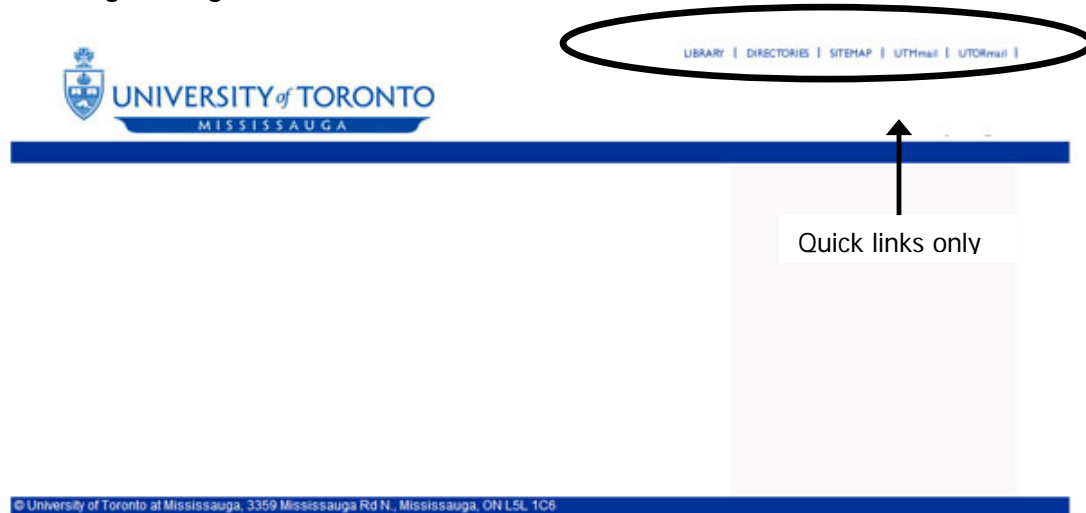 LIBRARY | DIRECTORIES | SITEMAP | UTMmail | UTORmail |
UNIVERSITY of TORONTO
MISSISSAUGA
Quick links only
© University of Toronto at Mississauga, 3359 Mississauga Rd N., Mississauga, ON L5L 1C6